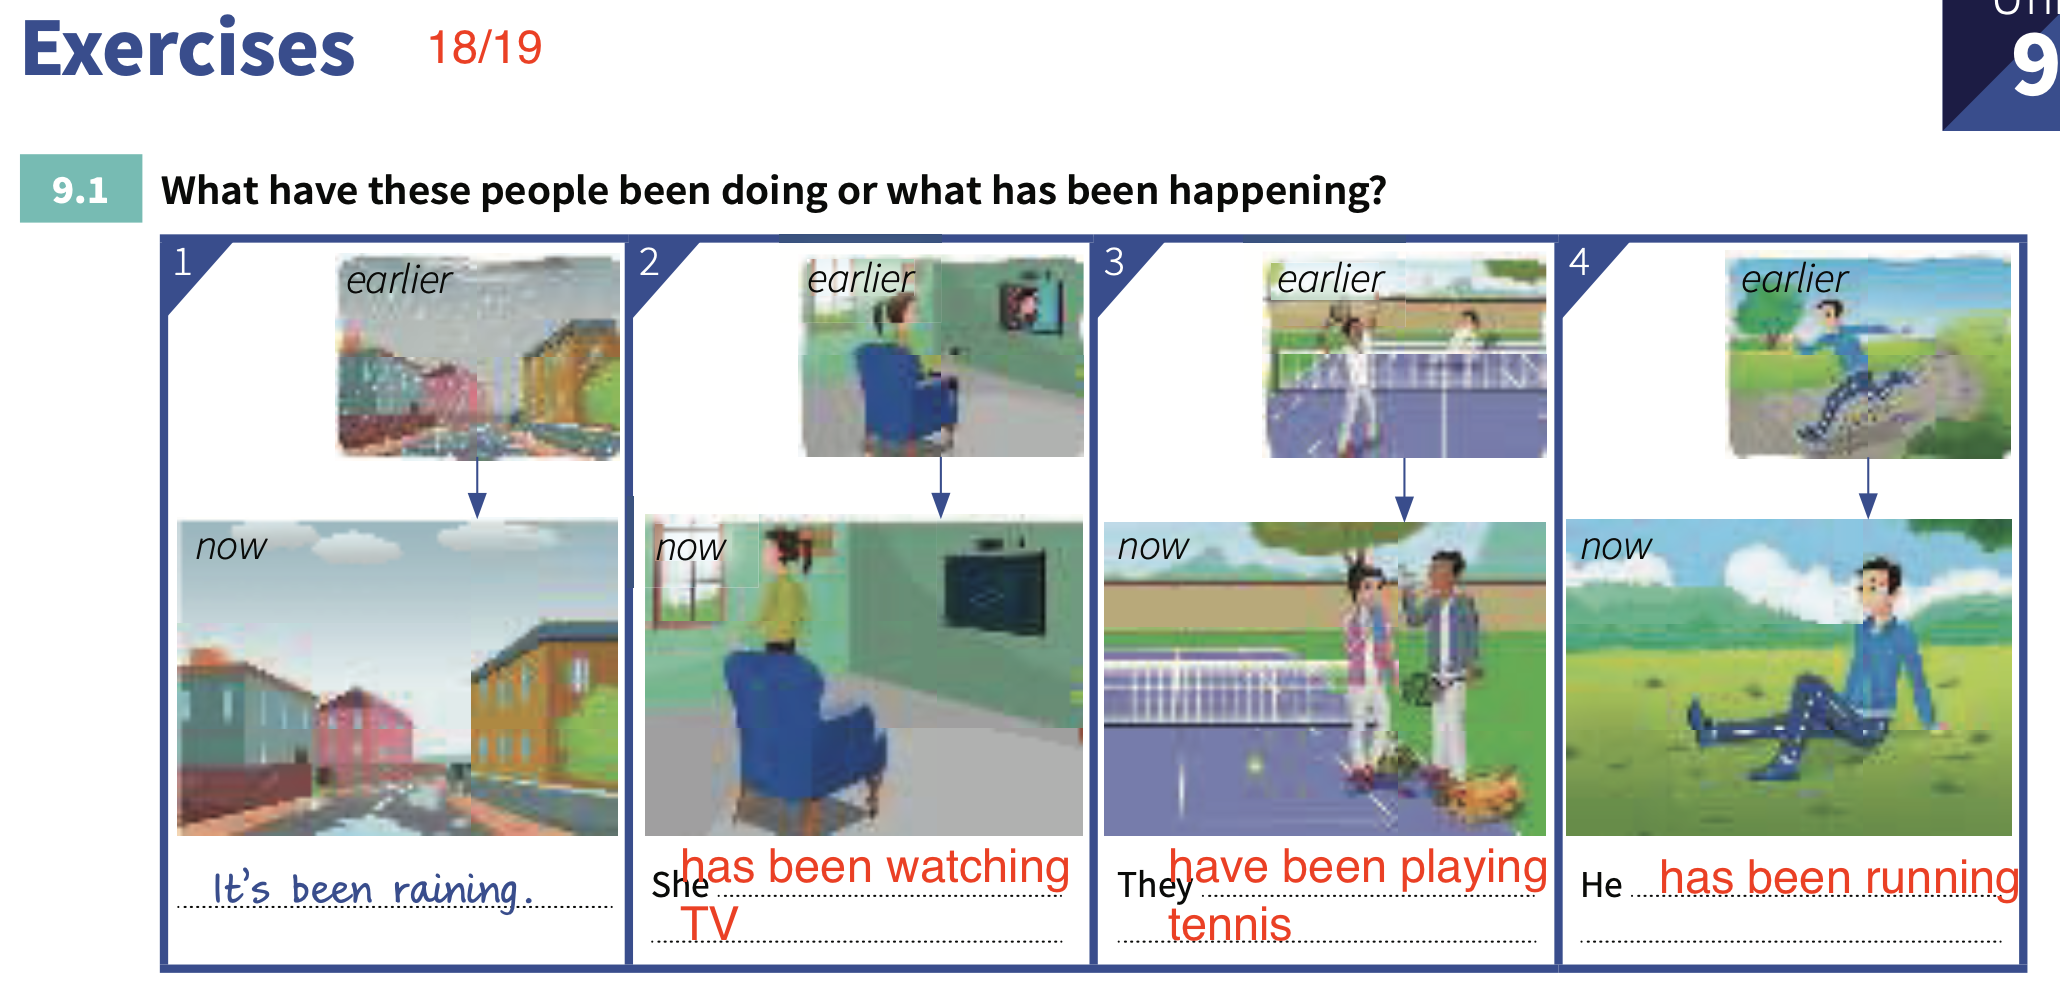 Exercises 18/19
9
9.1 What have these people been doing or what has been happening?
1 earlier
now
It's been raining.
2 earlier
now
She has been watching
TV
3 earlier
now
They have been playing
tennis
4 earlier
now
He has been running